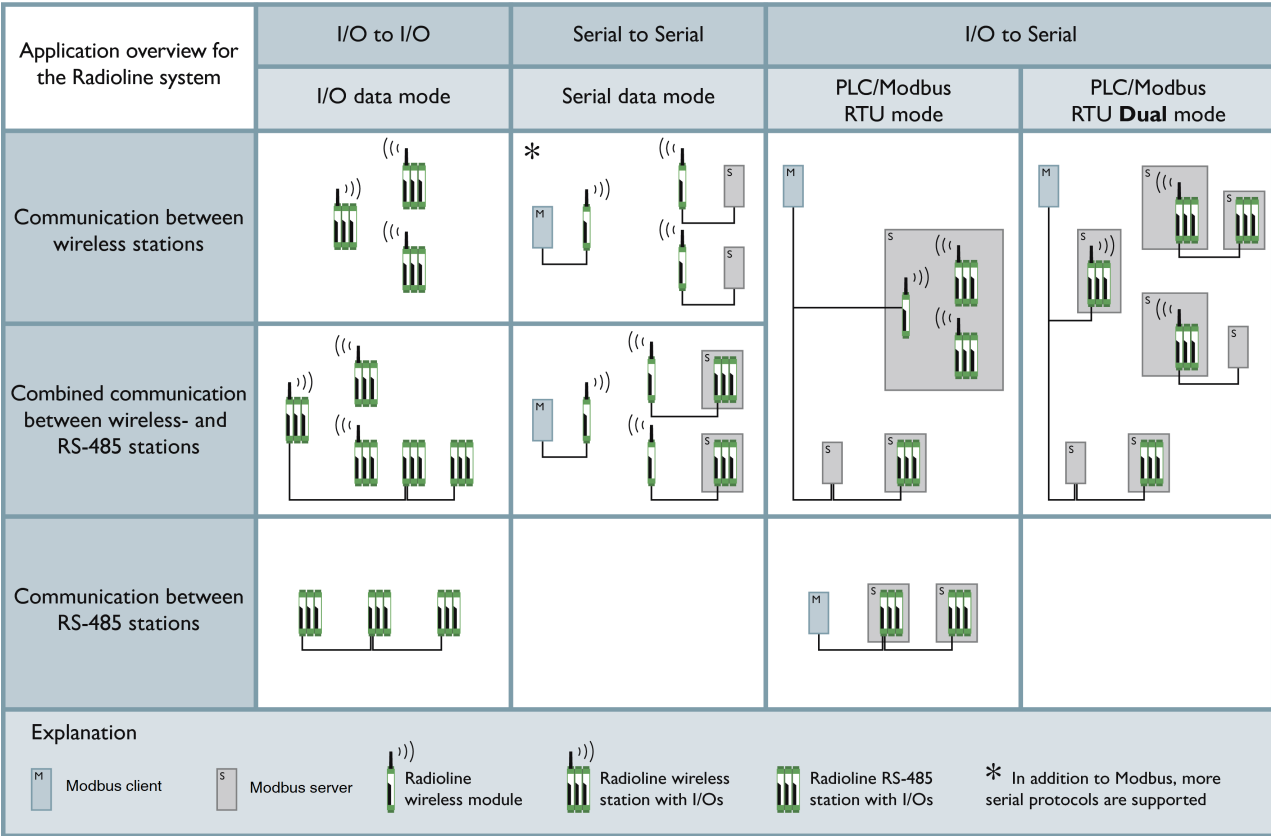 Application overview for
the Radioline system
I/O to I/O
Serial to Serial
I/O to Serial
I/O data mode
Serial data mode
PLC/Modbus
RTU mode
PLC/Modbus
RTU Dual mode
Communication between
wireless stations
*
M
S
S
M
S
M
S
S
S
S
S
Combined communication
between wireless- and
RS-485 stations
M
S
S
S
S
S
S
Communication between
RS-485 stations
M
S
S
Explanation
M
Modbus client
S
Modbus server
Radioline
wireless module
Radioline wireless
station with I/Os
Radioline RS-485
station with I/Os
* In addition to Modbus, more
serial protocols are supported